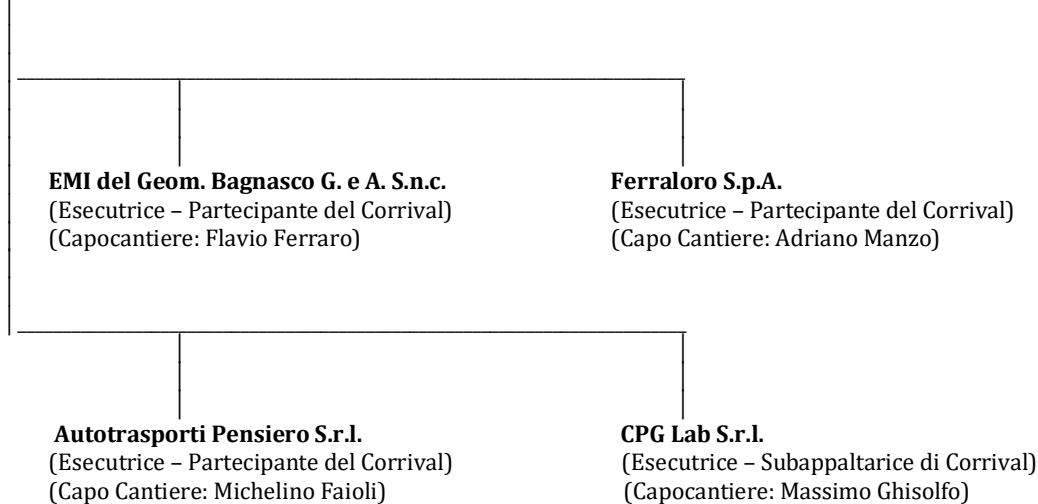 EMI del Geom. Bagnasco G. e A. S.n.c.
(Esecutrice – Partecipante del Corrival)
(Capocantiere: Flavio Ferraro)
Ferraloro S.p.A.
(Esecutrice – Partecipante del Corrival)
(Capo Cantiere: Adriano Manzo)
Autotrasporti Pensiero S.r.l.
(Esecutrice – Partecipante del Corrival)
(Capo Cantiere: Michelino Faioli)
CPG Lab S.r.l.
(Esecutrice – Subappaltarice di Corrival)
(Capocantiere: Massimo Ghisolfo)